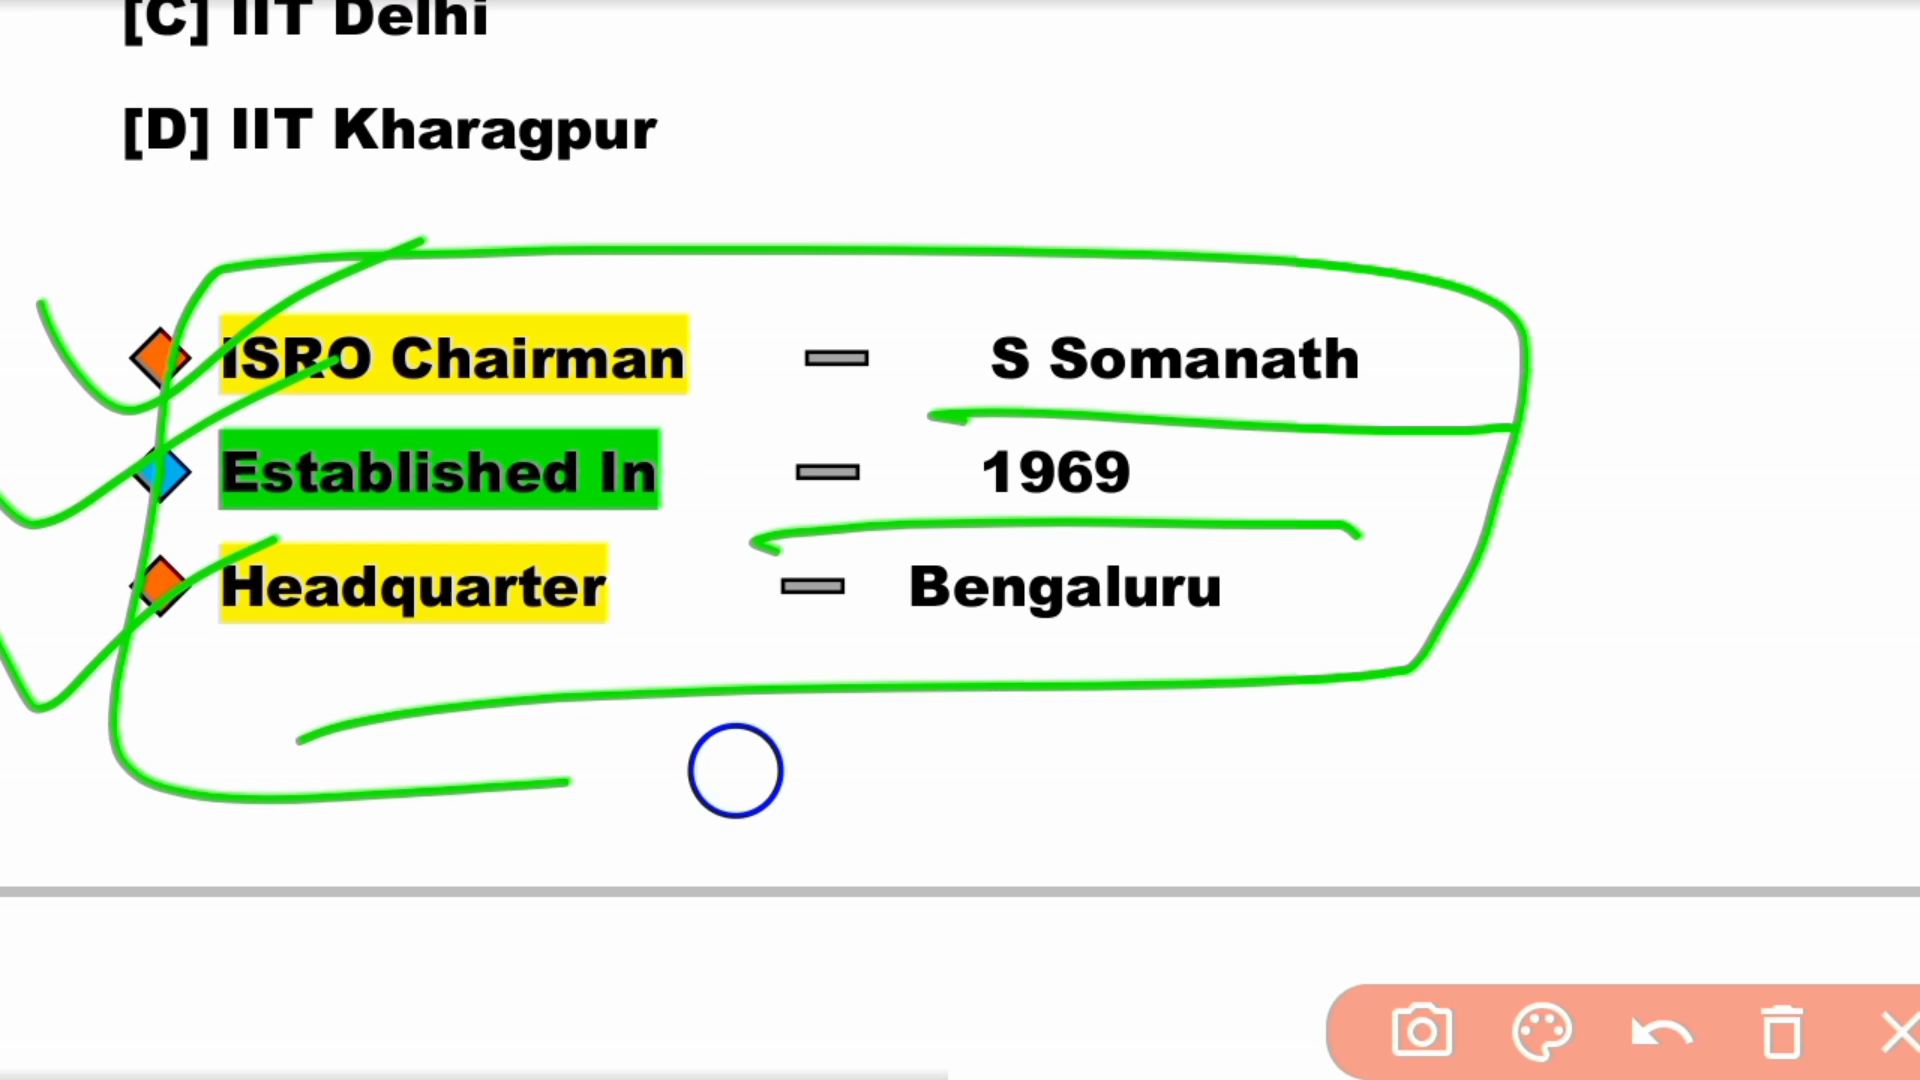 [C] IIT Delhi
[D] IIT Kharagpur
ISRO Chairman — S Somanath
Established In — 1969
Headquarter — Bengaluru